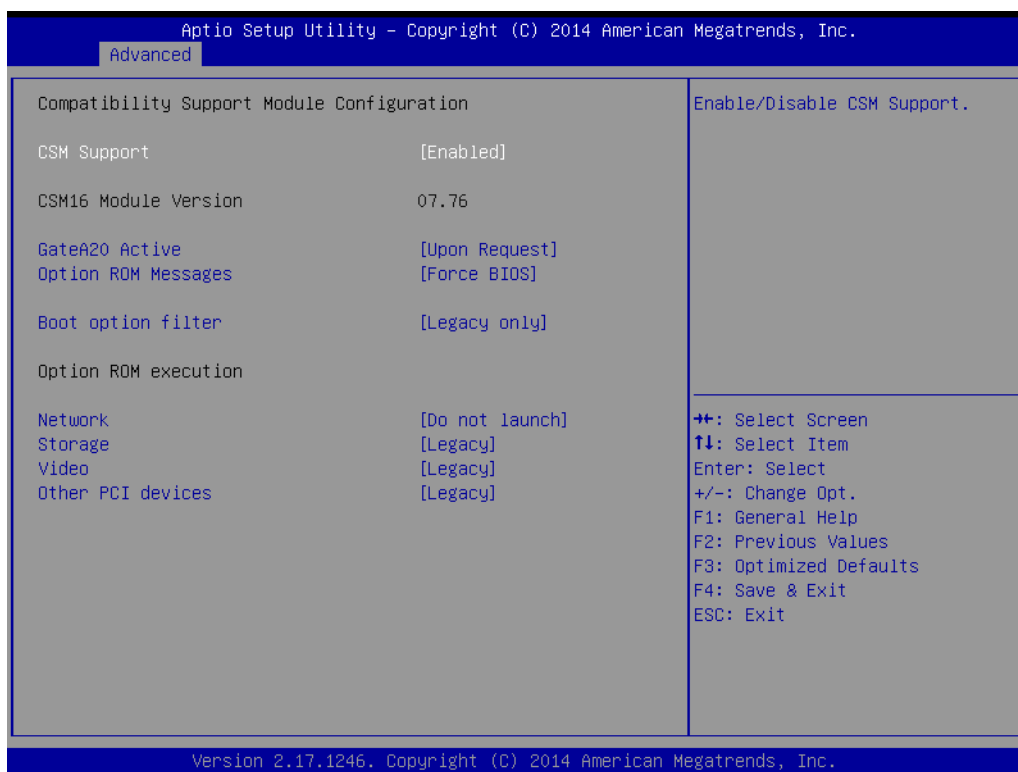 Aptio Setup Utility – Copyright (C) 2014 American Megatrends, Inc.
Advanced
Compatibility Support Module Configuration
CSM Support [Enabled]
CSM16 Module Version 07.76
GateA20 Active [Upon Request]
Option ROM Messages [Force BIOS]
Boot option filter [Legacy only]
Option ROM execution
Network [Do not launch]
Storage [Legacy]
Video [Legacy]
Other PCI devices [Legacy]
Enable/Disable CSM Support.
→←: Select Screen
↑↓: Select Item
Enter: Select
+/-: Change Opt.
F1: General Help
F2: Previous Values
F3: Optimized Defaults
F4: Save & Exit
ESC: Exit
Version 2.17.1246. Copyright (C) 2014 American Megatrends, Inc.